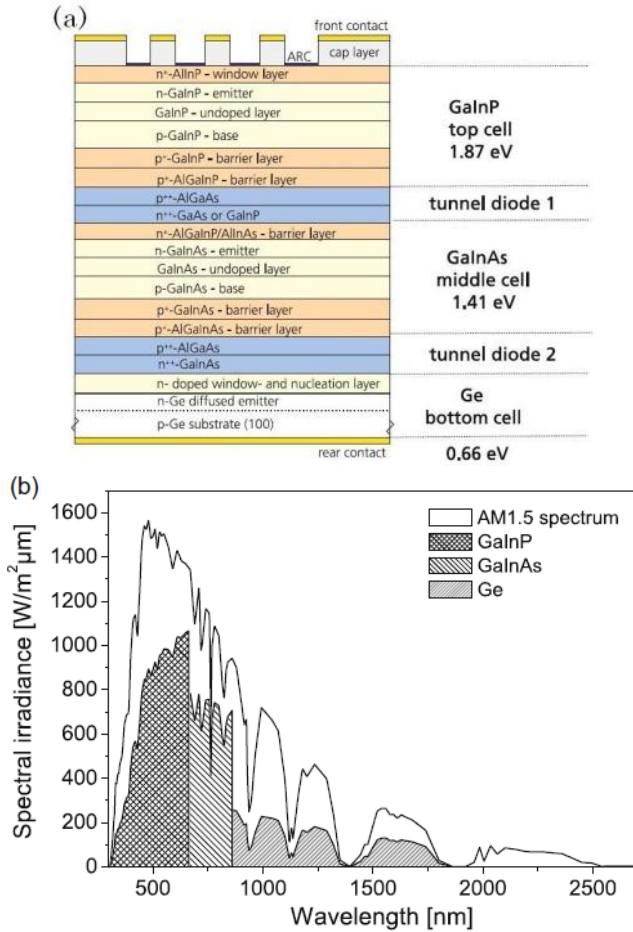 (a)
front contact
ARC
cap layer
n⁺-AlInP - window layer
n-GaInP - emitter
GaInP - undoped layer
p-GaInP - base
p⁺-GaInP - barrier layer
p⁺-AlGaInP - barrier layer
p⁺⁺-AlGaAs
n⁺⁺-GaAs or GaInP
n⁺-AlGaInP/AlInAs - barrier layer
n-GaInAs - emitter
GaInAs - undoped layer
p-GaInAs - base
p⁺-GaInAs - barrier layer
p⁺-AlGaInAs - barrier layer
p⁺⁺-AlGaAs
n⁺⁺-GaInAs
n- doped window- and nucleation layer
n-Ge diffused emitter
p-Ge substrate (100)
rear contact
GaInP
top cell
1.87 eV
tunnel diode 1
GaInAs
middle cell
1.41 eV
tunnel diode 2
Ge
bottom cell
0.66 eV
(b)
Spectral irradiance [W/m²μm]
1600
1400
1200
1000
800
600
400
200
0
AM1.5 spectrum
GaInP
GaInAs
Ge
500
1000
1500
2000
2500
Wavelength [nm]